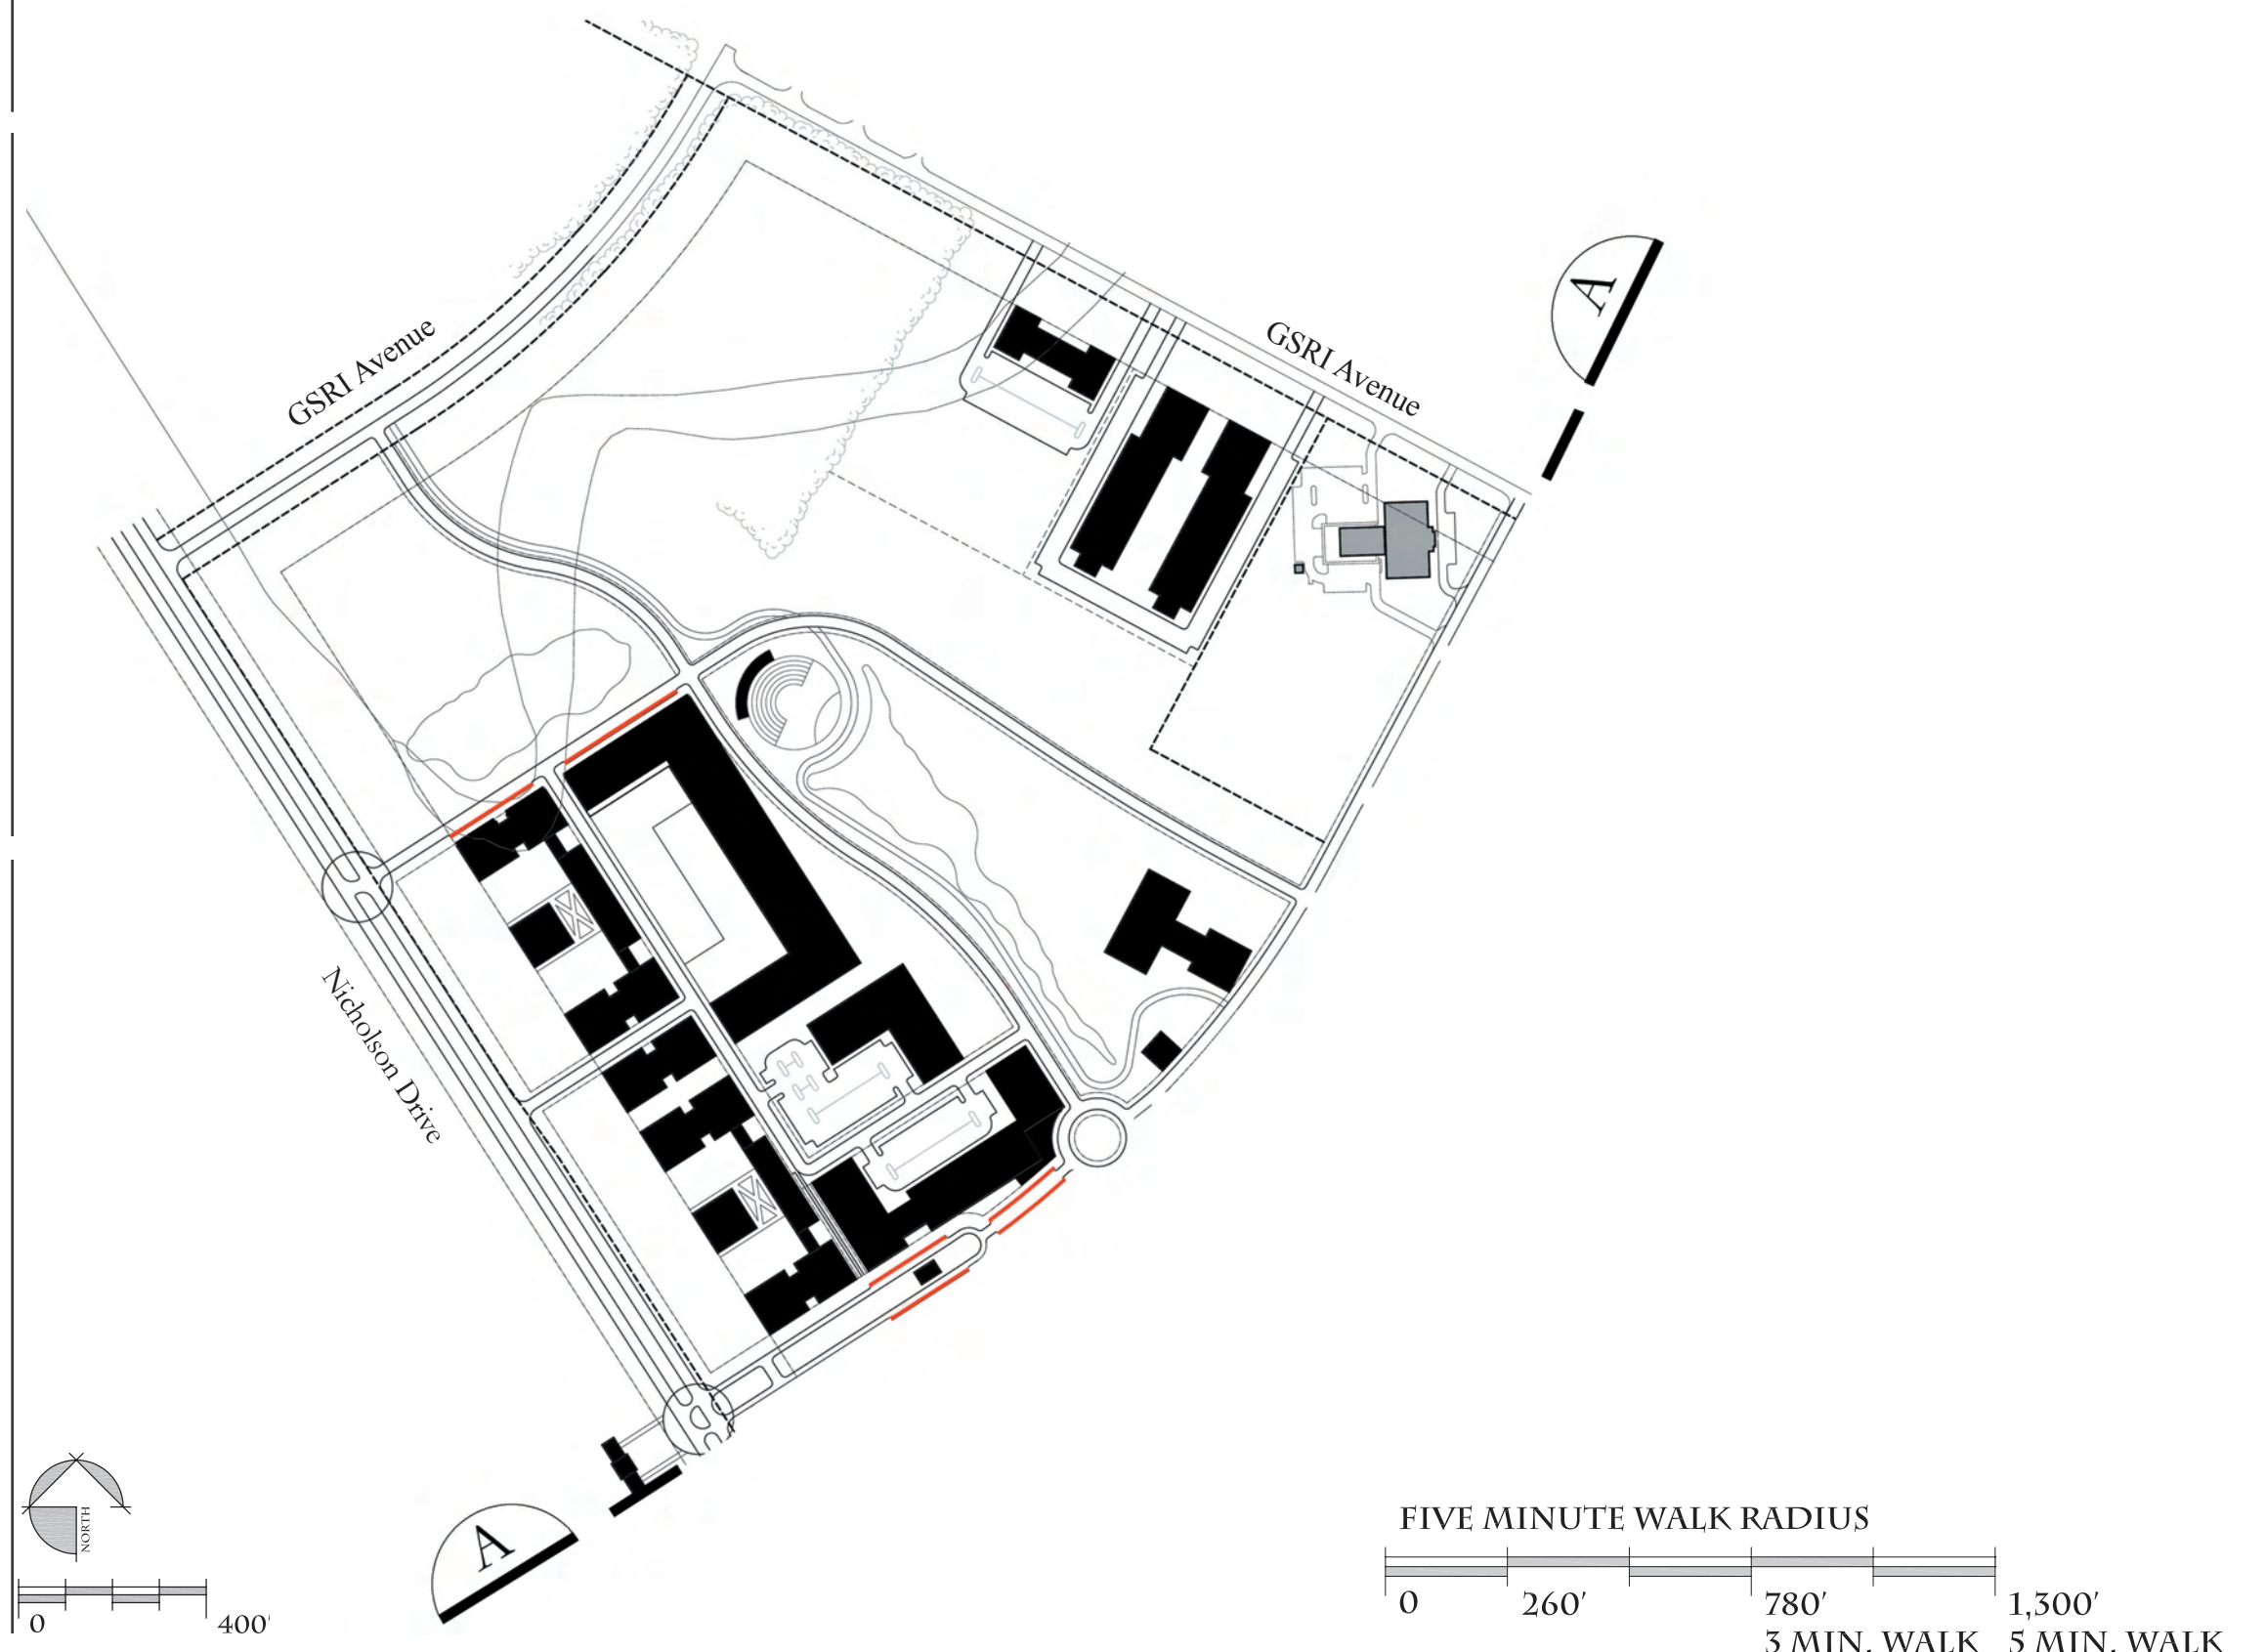 A
GSRI Avenue
GSRI Avenue
Nicholson Drive
NORTH
0 400'
A
FIVE MINUTE WALK RADIUS
0 260' 780' 1,300'
3 MIN. WALK 5 MIN. WALK